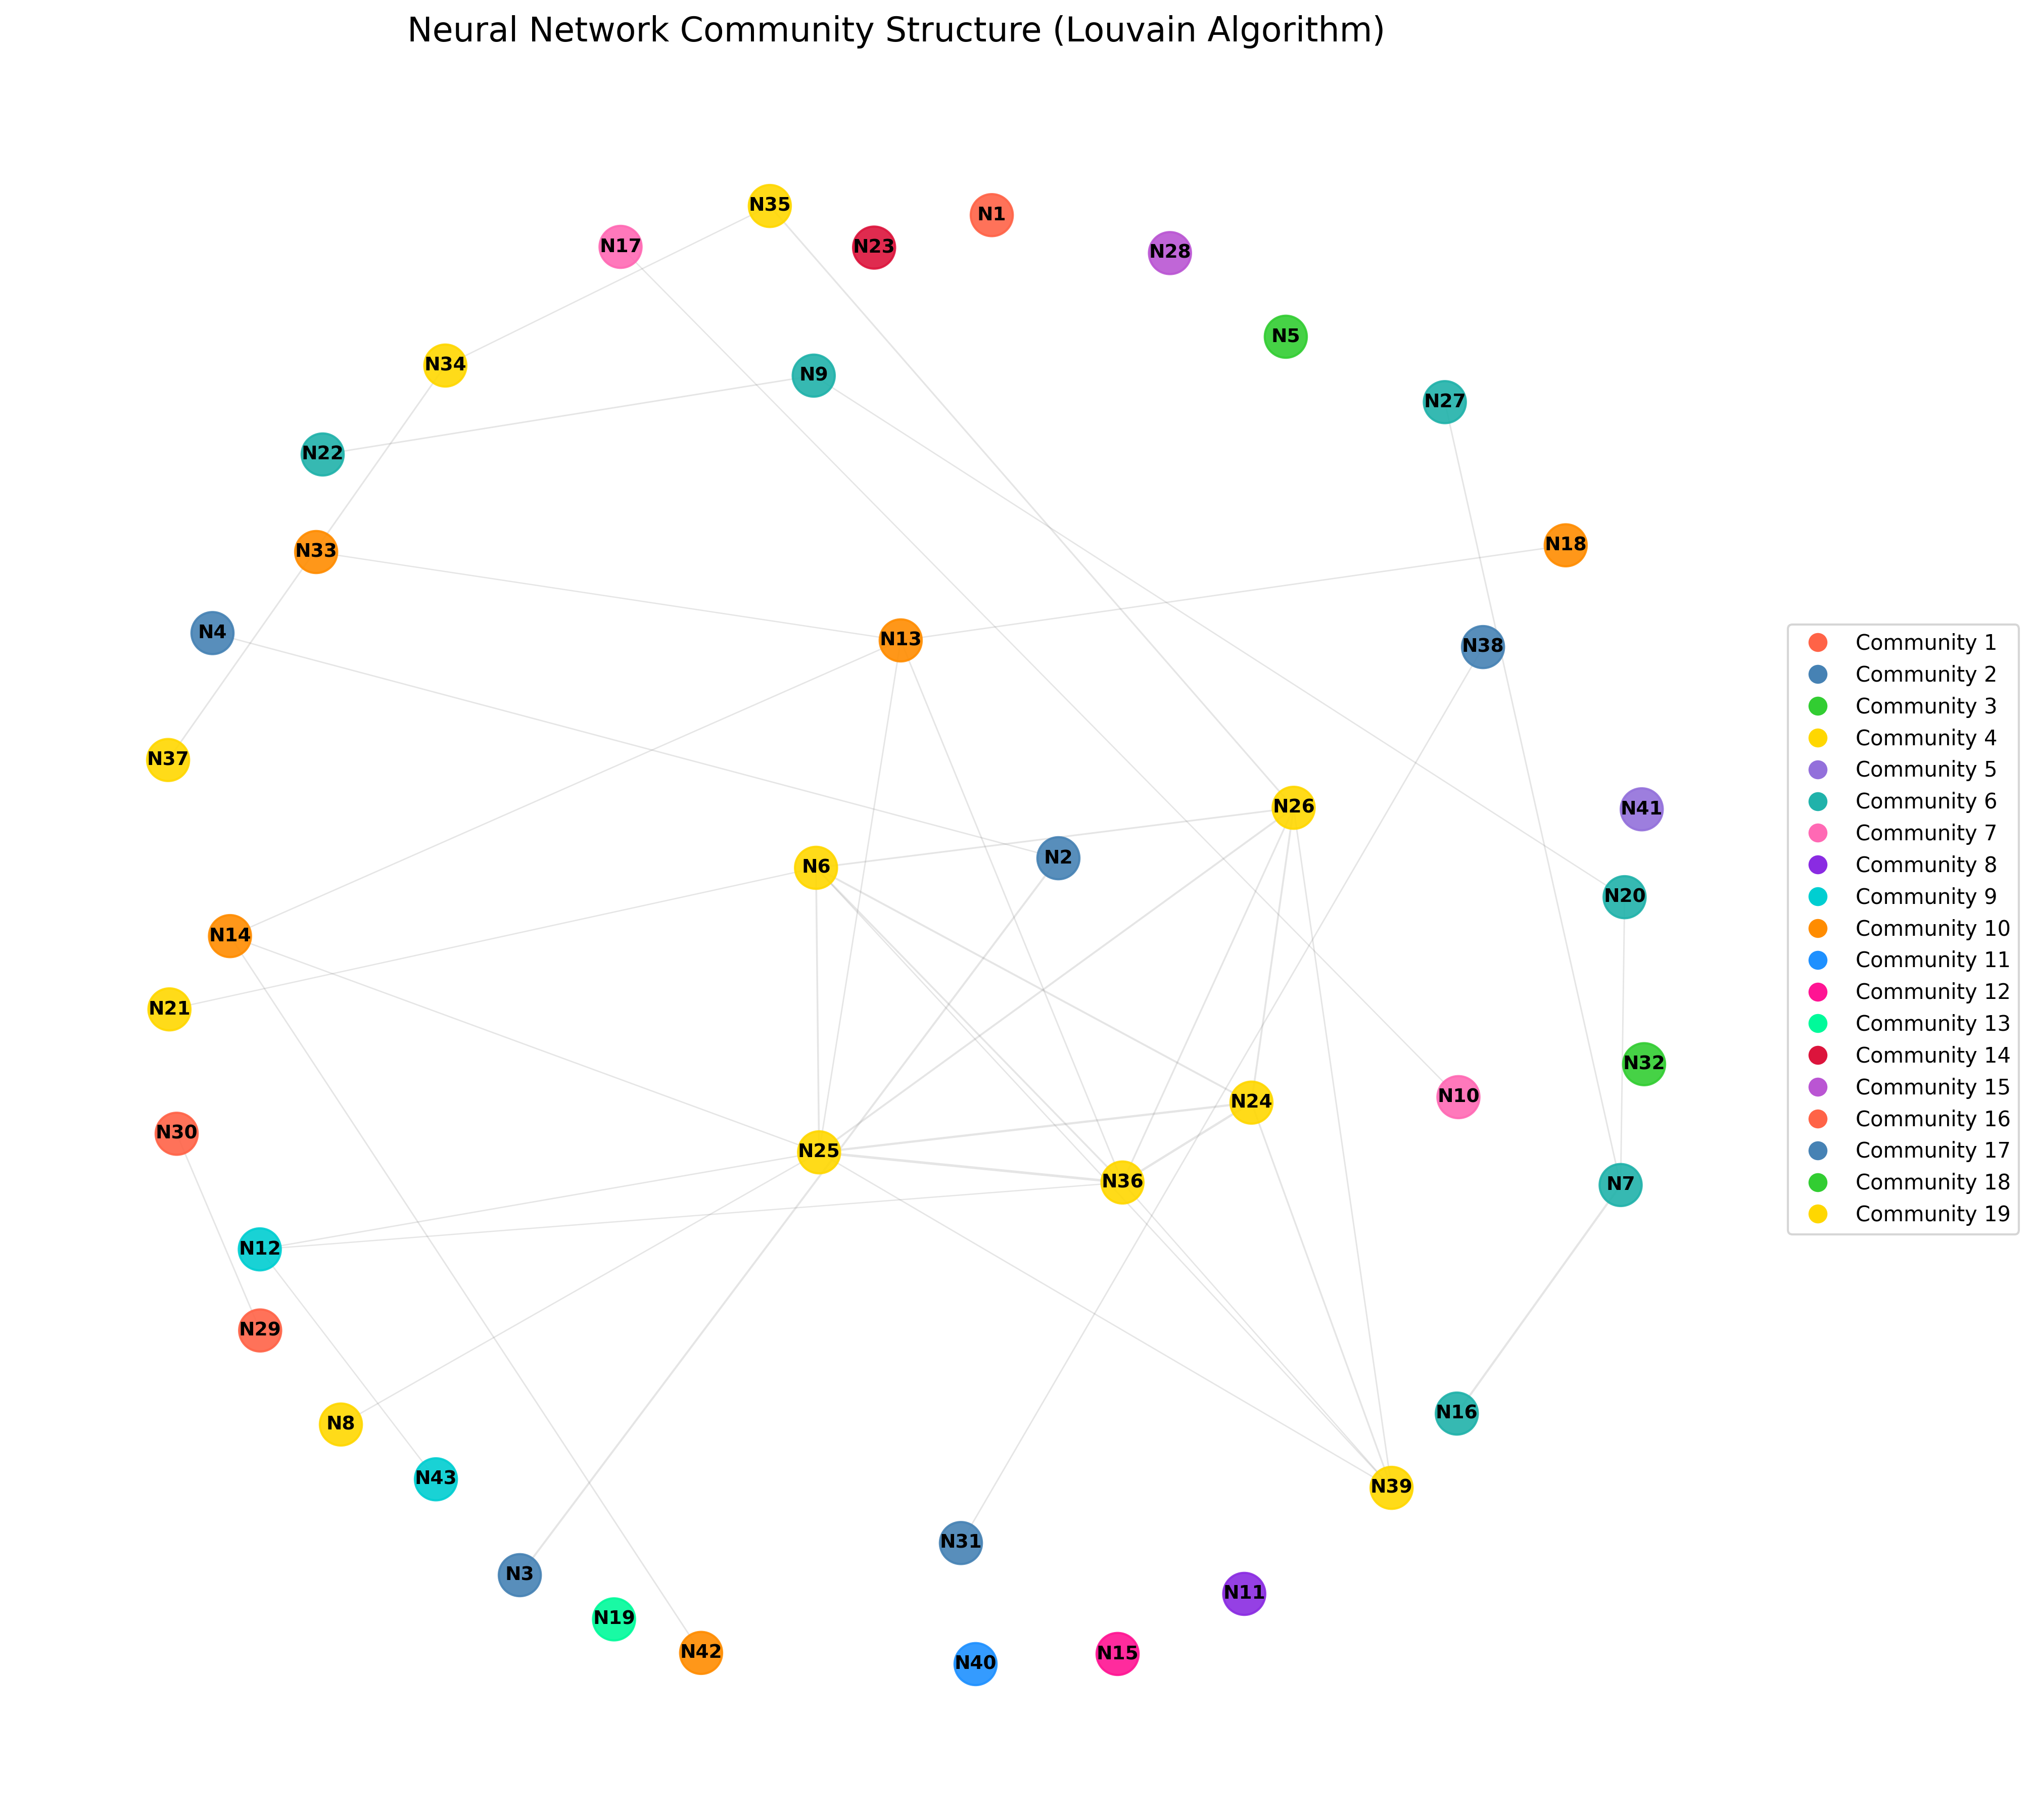 Neural Network Community Structure (Louvain Algorithm)
N35
N1
N17
N23
N28
N5
N34
N9
N27
N22
N33
N18
N4
N13
N38
N37
N26
N41
N2
N6
N20
N14
N21
N32
N24
N10
N30
N25
N36
N7
N12
N29
N16
N8
N43
N39
N31
N3
N11
N19
N42
N15
N40
Community 1
Community 2
Community 3
Community 4
Community 5
Community 6
Community 7
Community 8
Community 9
Community 10
Community 11
Community 12
Community 13
Community 14
Community 15
Community 16
Community 17
Community 18
Community 19